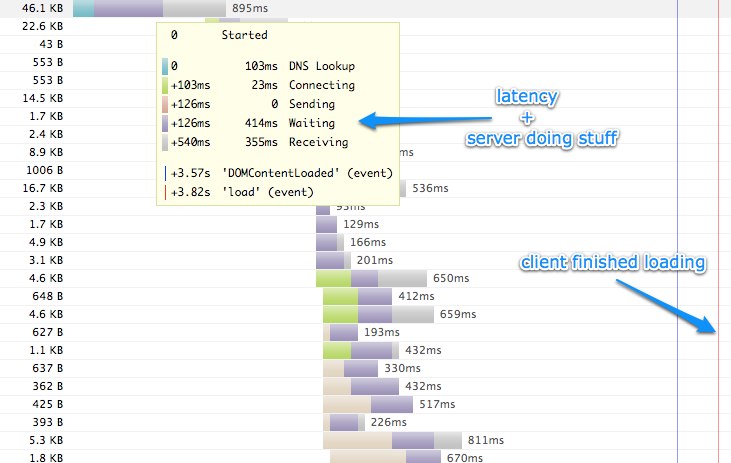 46.1 KB 895ms
22.6 KB
0 Started
43 B
553 B 0 103ms DNS Lookup
553 B +103ms 23ms Connecting
14.5 KB +126ms 0 Sending
latency
+
server doing stuff
1.7 KB +126ms 414ms Waiting
2.4 KB +540ms 355ms Receiving
8.9 KB ms
1006 B +3.57s 'DOMContentLoaded' (event)
16.7 KB +3.82s 'load' (event) 536ms
2.3 KB 93ms
1.7 KB 129ms
4.9 KB 166ms
3.1 KB 201ms
client finished loading
4.6 KB 650ms
648 B 412ms
4.6 KB 659ms
627 B 193ms
1.1 KB 432ms
637 B 330ms
362 B 432ms
425 B 517ms
393 B 226ms
5.3 KB 811ms
1.8 KB 670ms